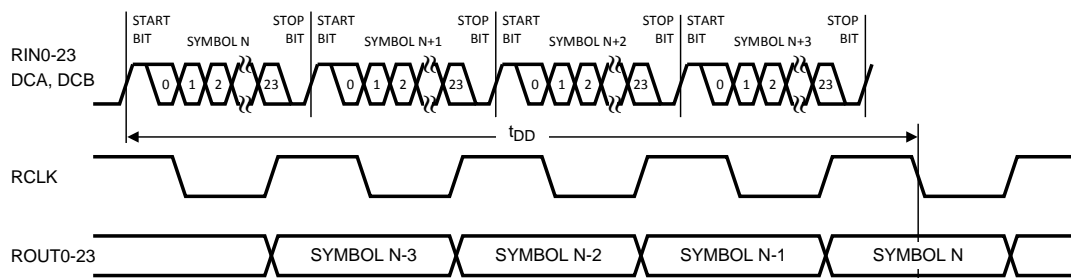 START BIT SYMBOL N STOP BIT START BIT SYMBOL N+1 STOP BIT START BIT SYMBOL N+2 STOP BIT START BIT SYMBOL N+3 STOP BIT
RIN0-23
DCA, DCB
0 1 2 23 0 1 2 23 0 1 2 23 0 1 2 23
tDD
RCLK
ROUT0-23 SYMBOL N-3 SYMBOL N-2 SYMBOL N-1 SYMBOL N